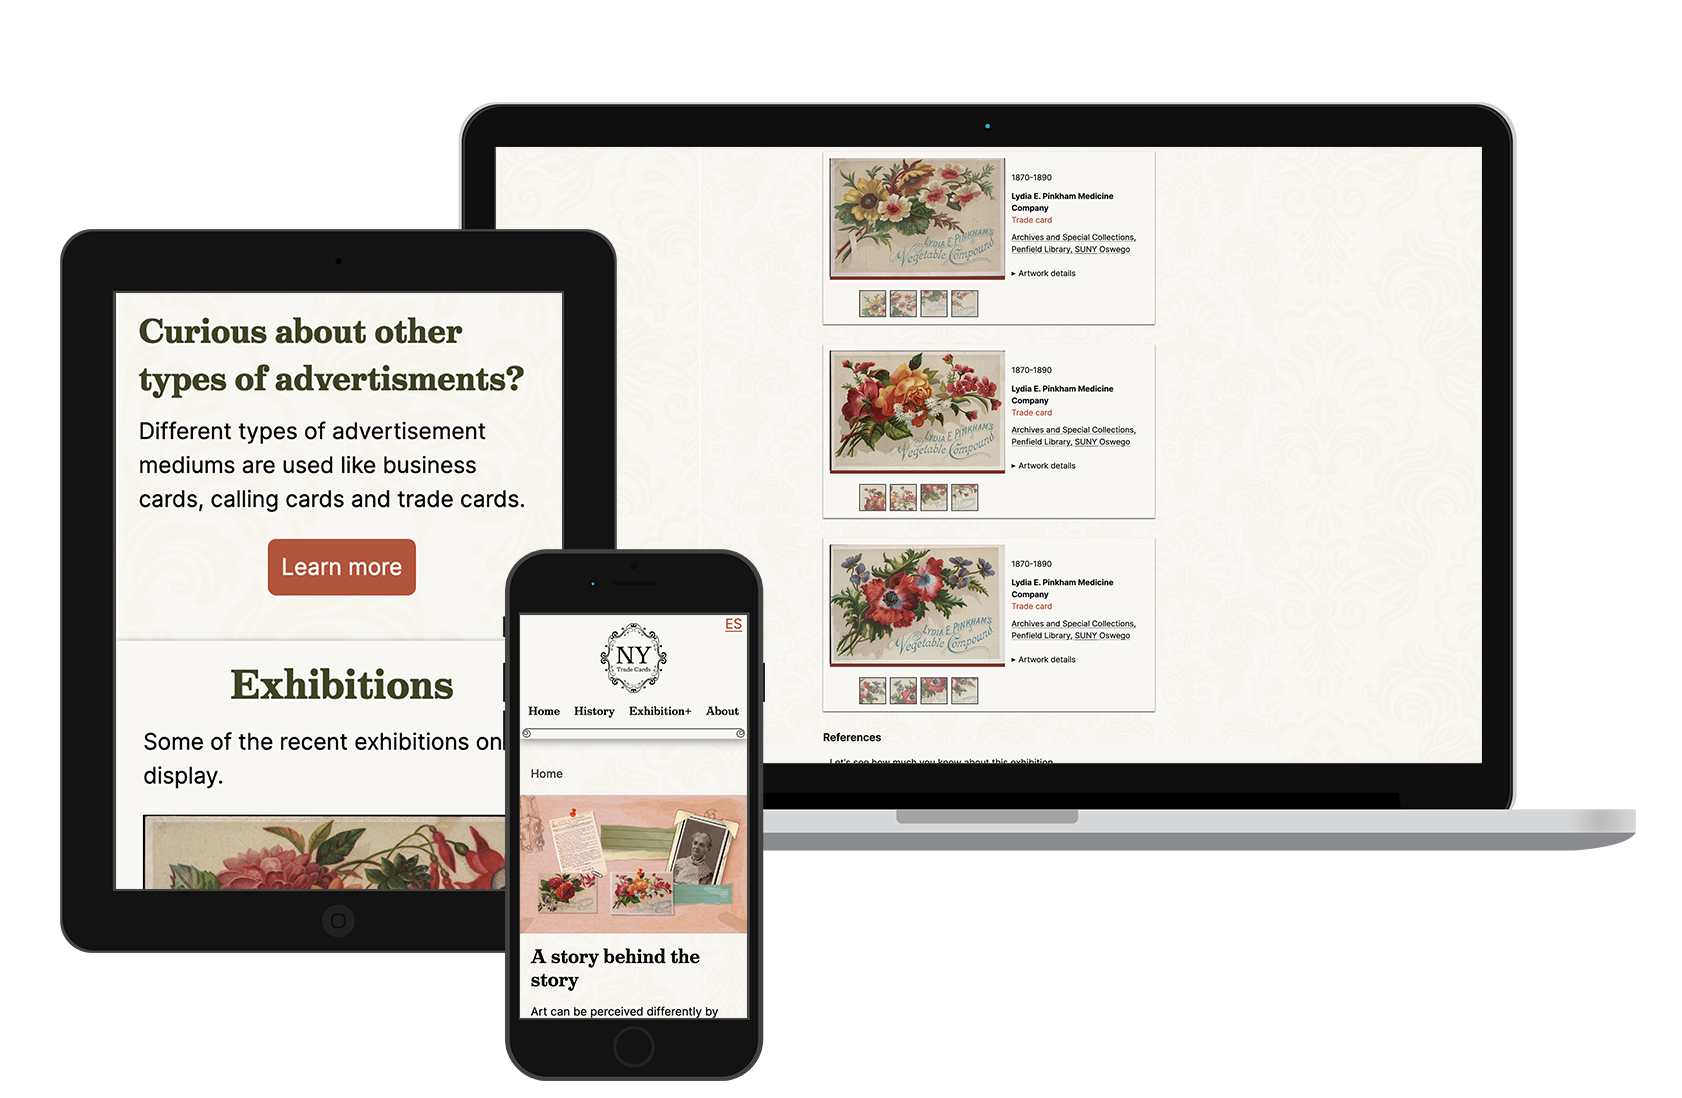 Curious about other
types of advertisments?
Different types of advertisement
mediums are used like business
cards, calling cards and trade cards.
Learn more
Exhibitions
Some of the recent exhibitions on
display.
ES
NY
Trade Cards
Home
History
Exhibition+
About
Home
A story behind the
story
Art can be perceived differently by
LYDIA E. PINKHAM'S
Vegetable Compound
1870-1890
Lydia E. Pinkham Medicine
Company
Trade card
Archives and Special Collections,
Penfield Library, SUNY Oswego
▸ Artwork details
LYDIA E. PINKHAM'S
Vegetable Compound
1870-1890
Lydia E. Pinkham Medicine
Company
Trade card
Archives and Special Collections,
Penfield Library, SUNY Oswego
▸ Artwork details
LYDIA E. PINKHAM'S
Vegetable Compound
1870-1890
Lydia E. Pinkham Medicine
Company
Trade card
Archives and Special Collections,
Penfield Library, SUNY Oswego
▸ Artwork details
References
Let's see how much you know about this exhibition